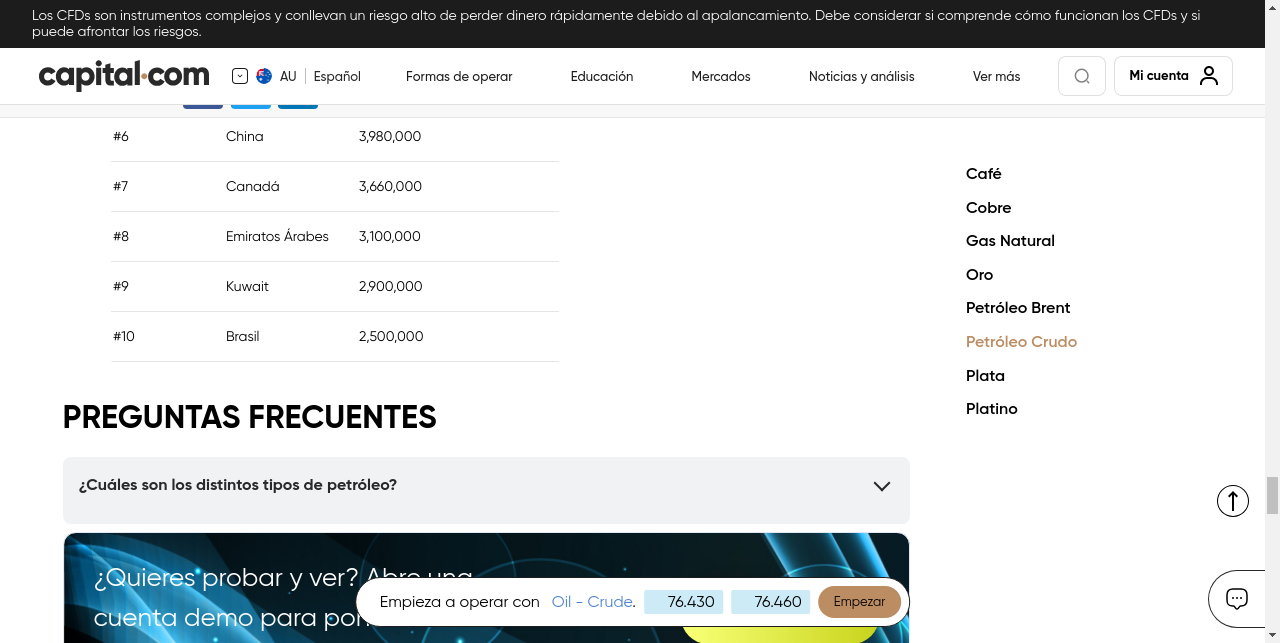 Los CFDs son instrumentos complejos y conllevan un riesgo alto de perder dinero rápidamente debido al apalancamiento. Debe considerar si comprende cómo funcionan los CFDs y si
puede afrontar los riesgos.
capital.com
AU Español Formas de operar Educación Mercados Noticias y análisis Ver más Mi cuenta
#6 China 3,980,000
#7 Canadá 3,660,000
#8 Emiratos Árabes 3,100,000
#9 Kuwait 2,900,000
#10 Brasil 2,500,000
Café
Cobre
Gas Natural
Oro
Petróleo Brent
Petróleo Crudo
Plata
Platino
PREGUNTAS FRECUENTES
¿Cuáles son los distintos tipos de petróleo?
¿Quieres probar y ver? Abre una
cuenta demo para
Empieza a operar con Oil - Crude. 76.430 76.460 Empezar